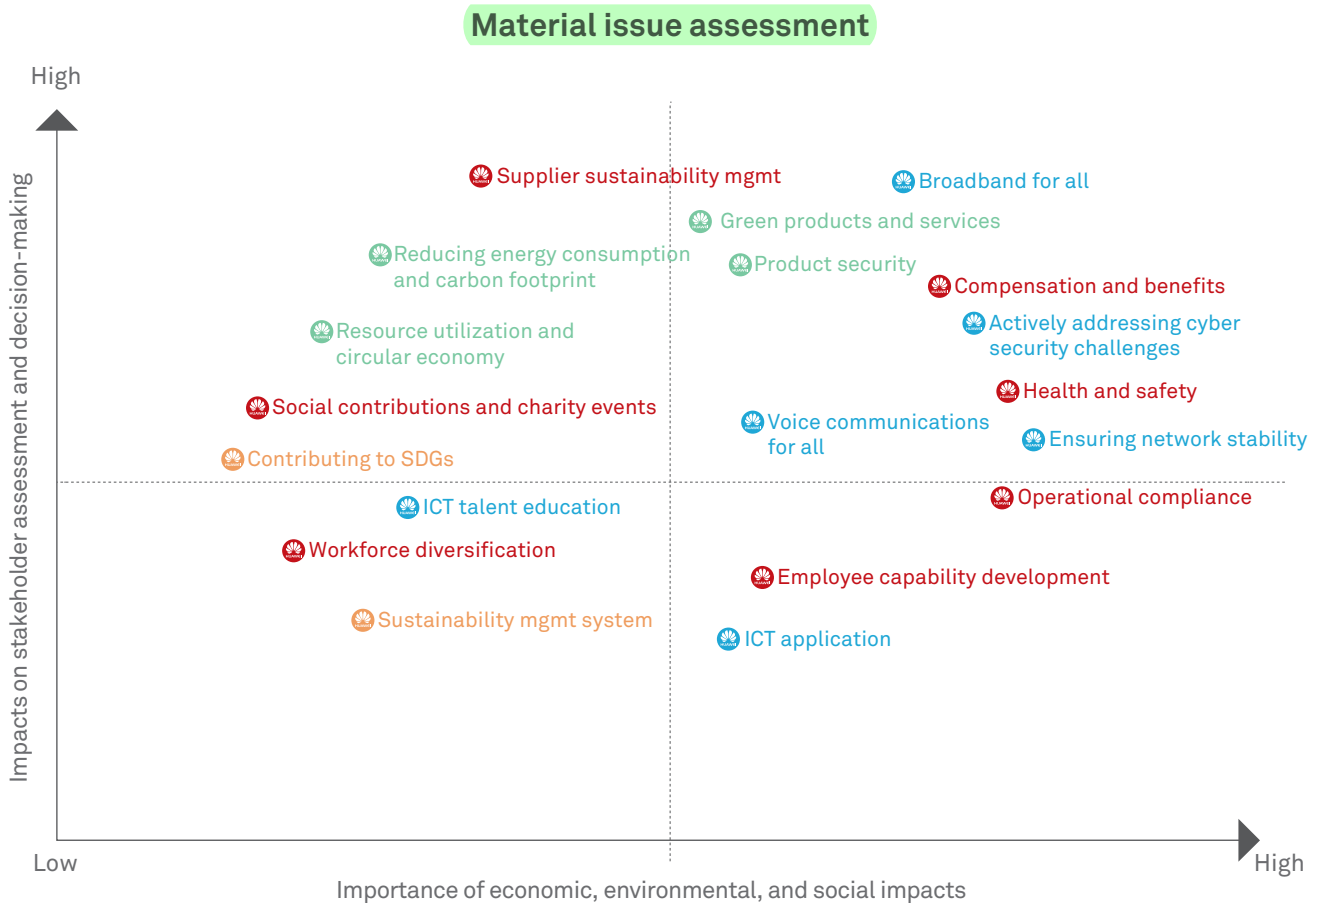 Material issue assessment
High
Impacts on stakeholder assessment and decision-making
Supplier sustainability mgmt
Broadband for all
Green products and services
Reducing energy consumption
and carbon footprint
Product security
Compensation and benefits
Actively addressing cyber
security challenges
Resource utilization and
circular economy
Health and safety
Social contributions and charity events
Voice communications
for all
Ensuring network stability
Contributing to SDGs
Operational compliance
ICT talent education
Workforce diversification
Employee capability development
Sustainability mgmt system
ICT application
Low
High
Importance of economic, environmental, and social impacts